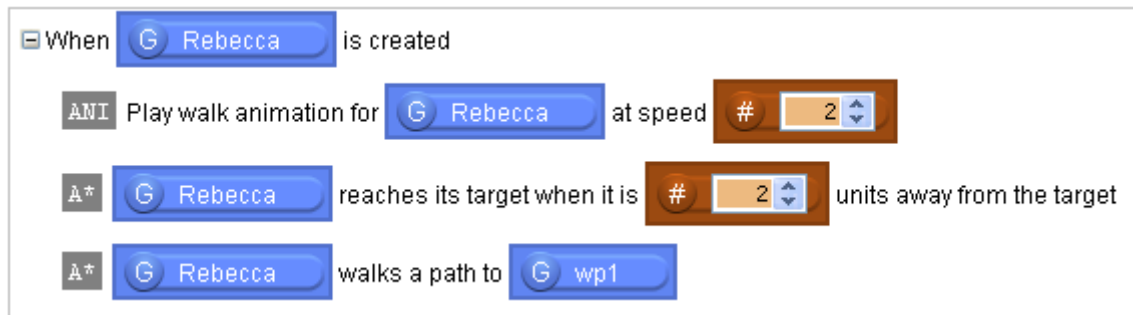 When G Rebecca is created
ANI Play walk animation for G Rebecca at speed # 2
A* G Rebecca reaches its target when it is # 2 units away from the target
A* G Rebecca walks a path to G wp1